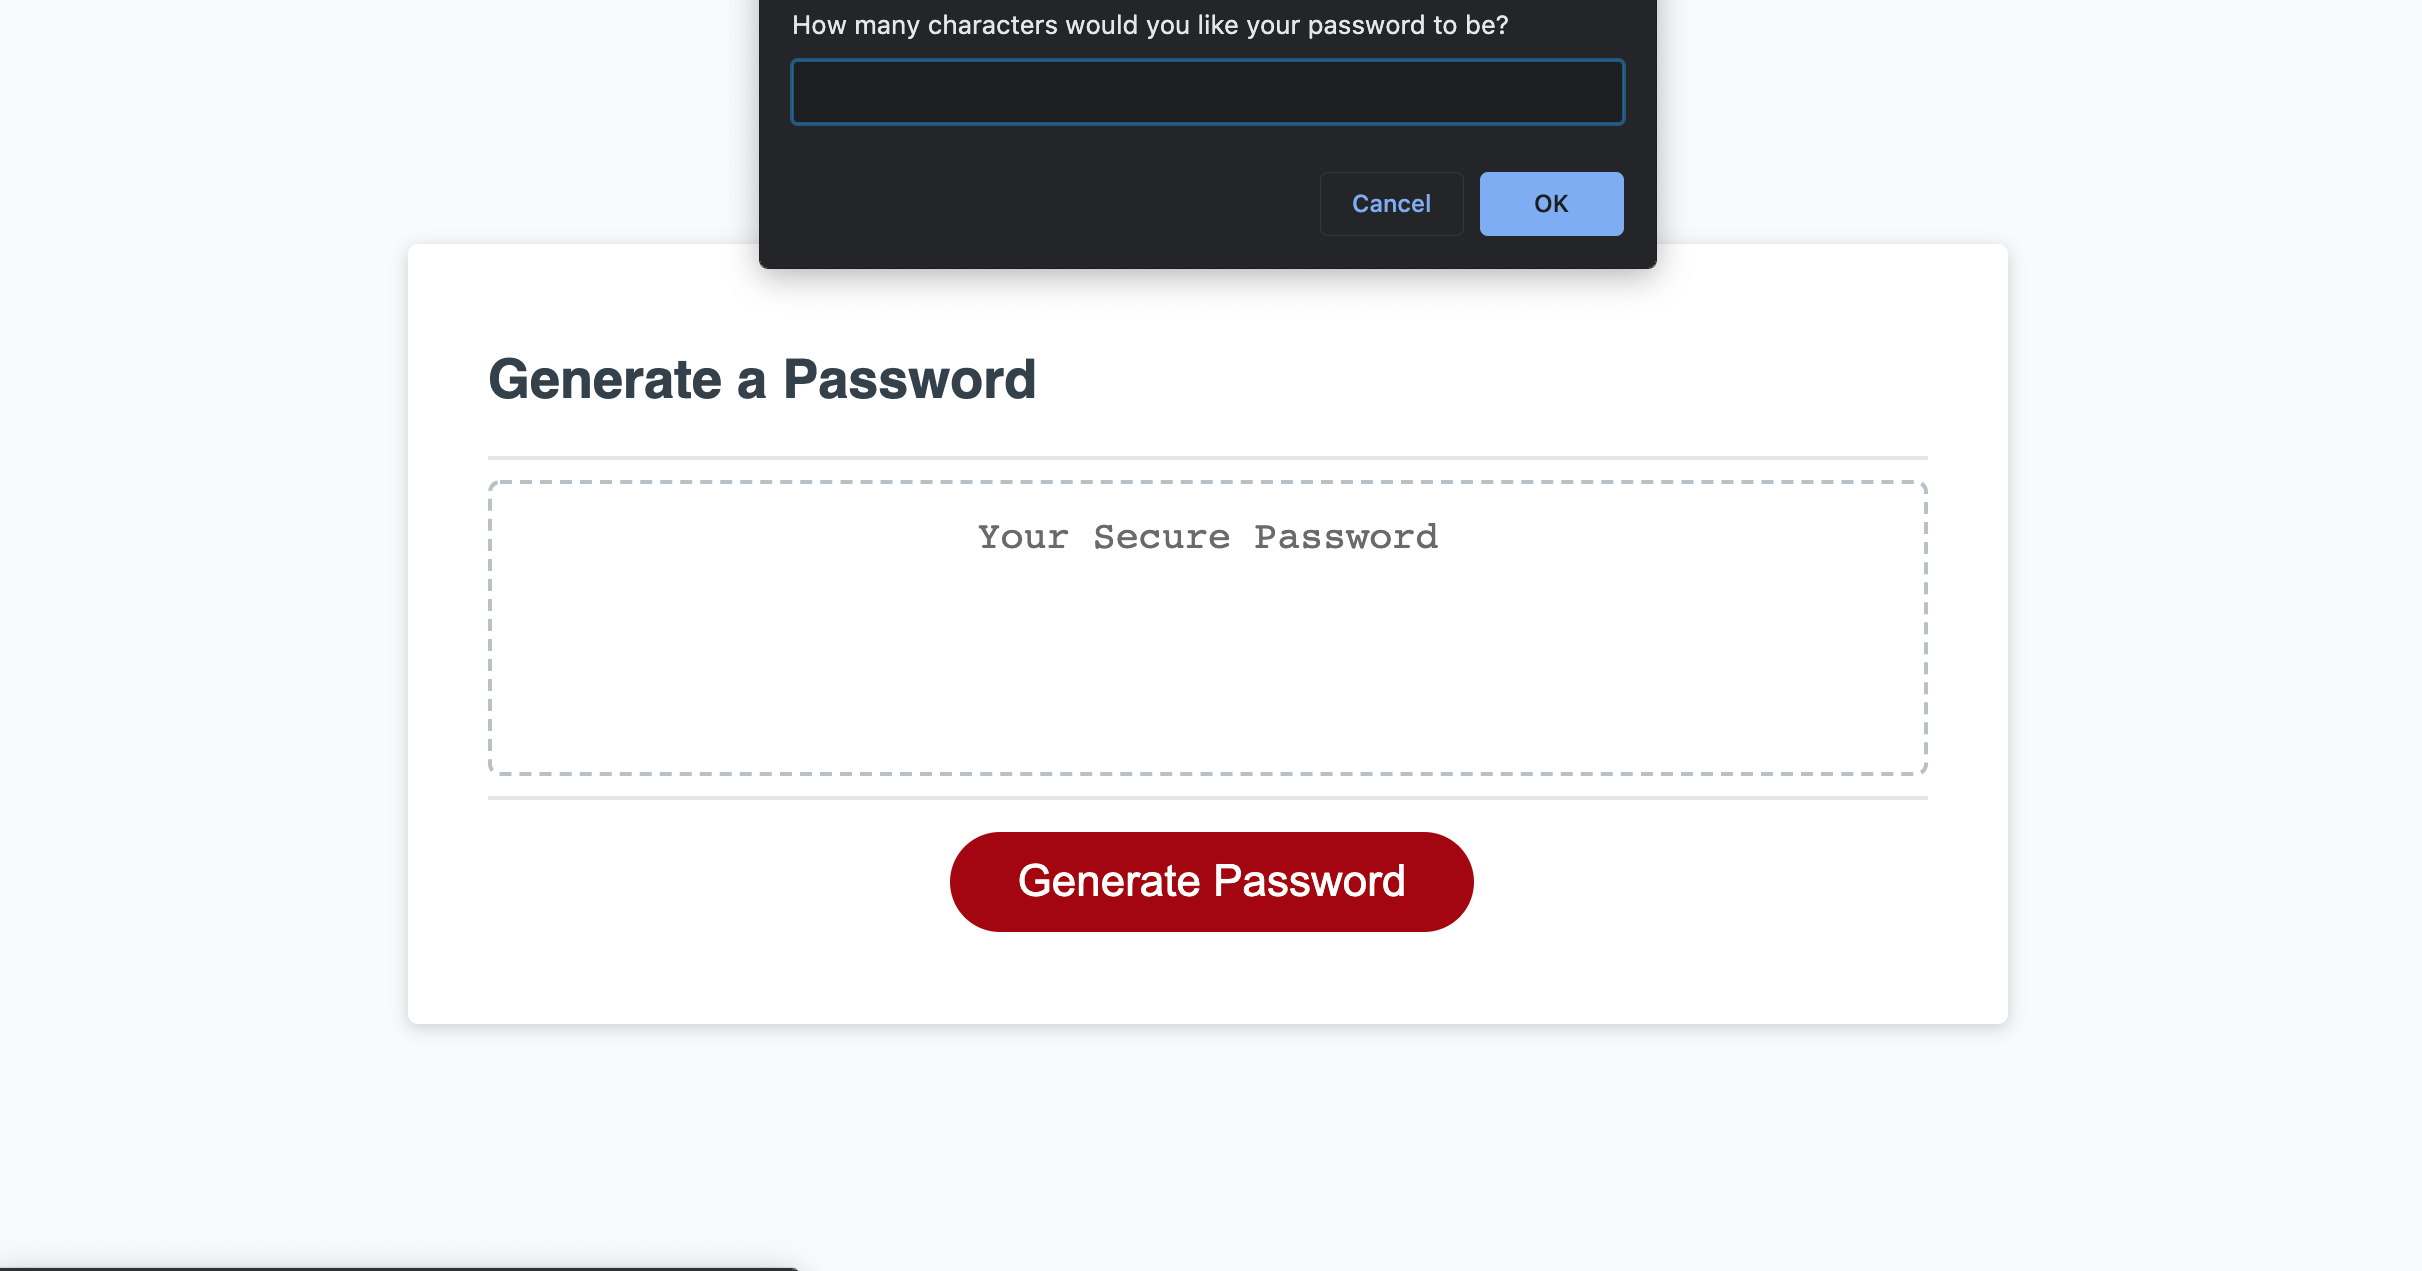 How many characters would you like your password to be?
Cancel
OK
Generate a Password
Your Secure Password
Generate Password